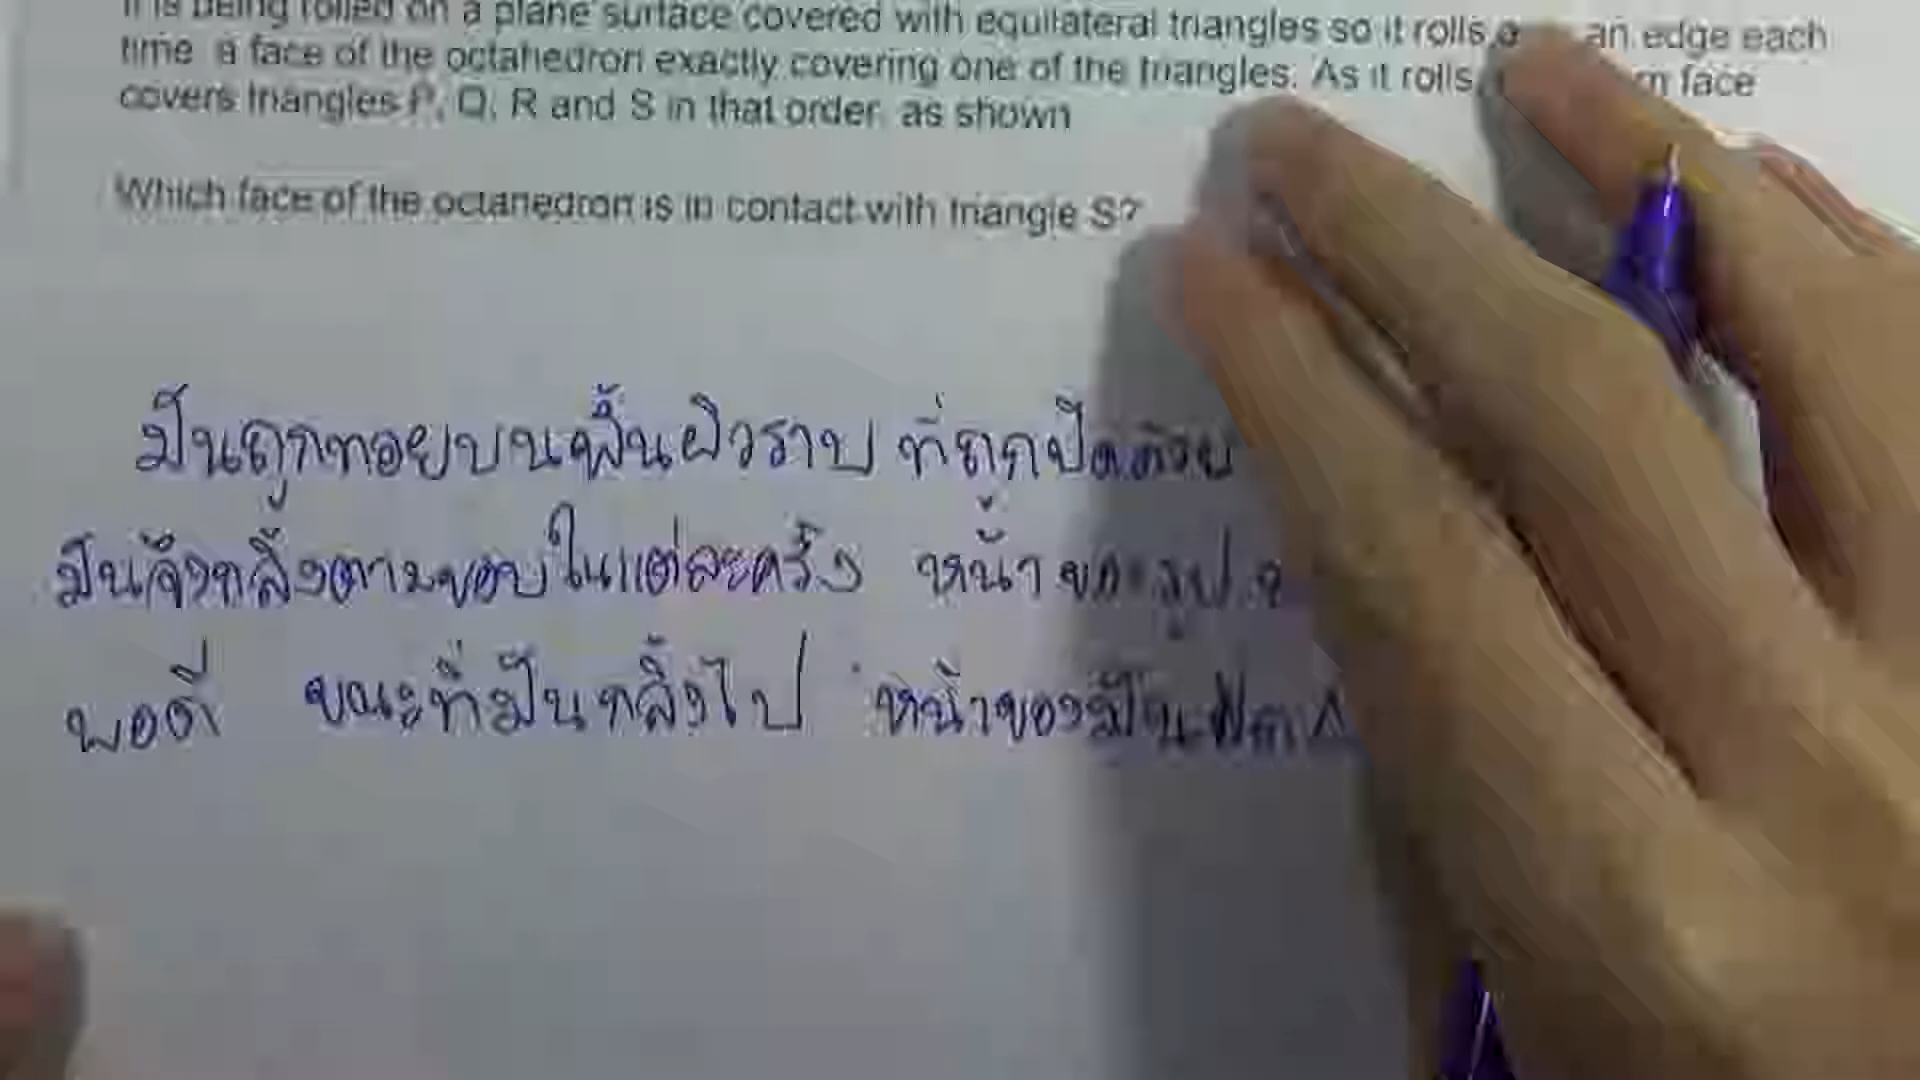 It is being rolled on a plane surface covered with equilateral triangles so it rolls an edge each
time a face of the octahedron exactly covering one of the triangles. As it rolls, face
covers triangles P, Q, R and S in that order, as shown
Which face of the octahedron is in contact with triangle S?
มันถูกทอยบนพื้นผิวราบ ที่ถูกปิดด้วย
มันจึงกลิ้งตามขอบในแต่ละครั้ง หน้าของรูป
พอดี ขณะที่มันกลิ้งไป หน้าของมันปิด